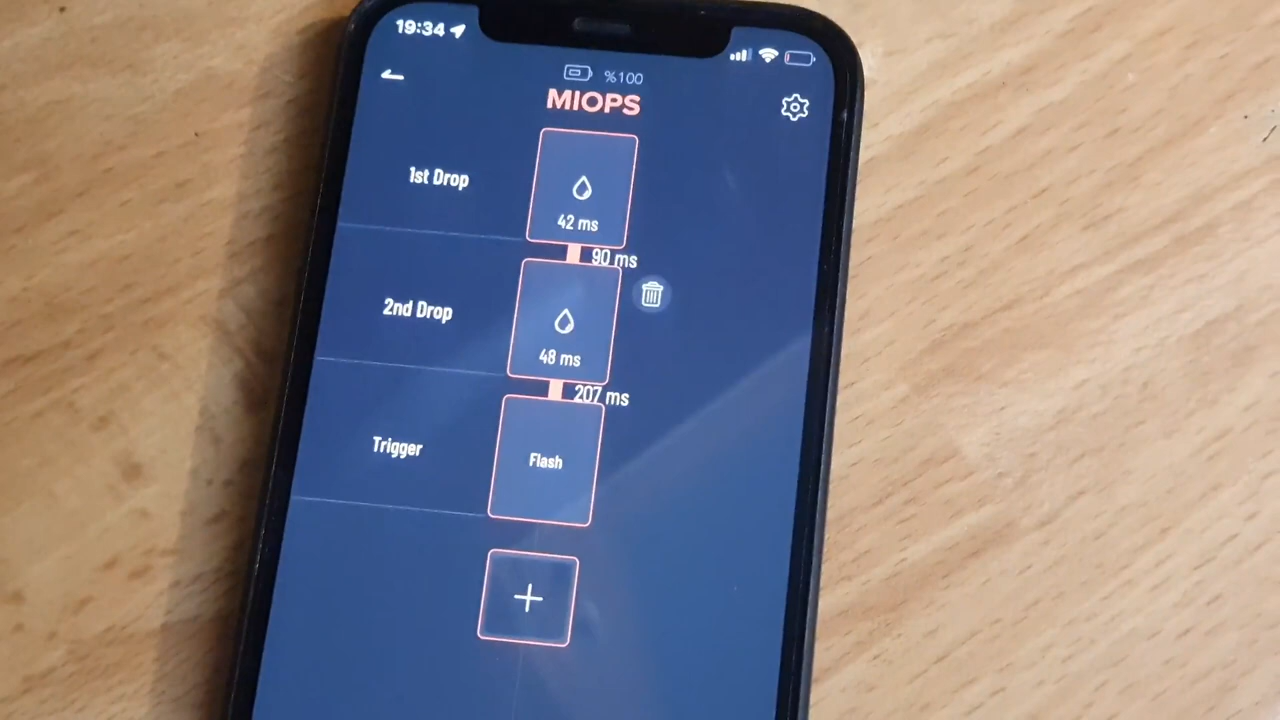 19:34
%100
MIOPS
1st Drop
42 ms
90 ms
2nd Drop
48 ms
207 ms
Trigger
Flash